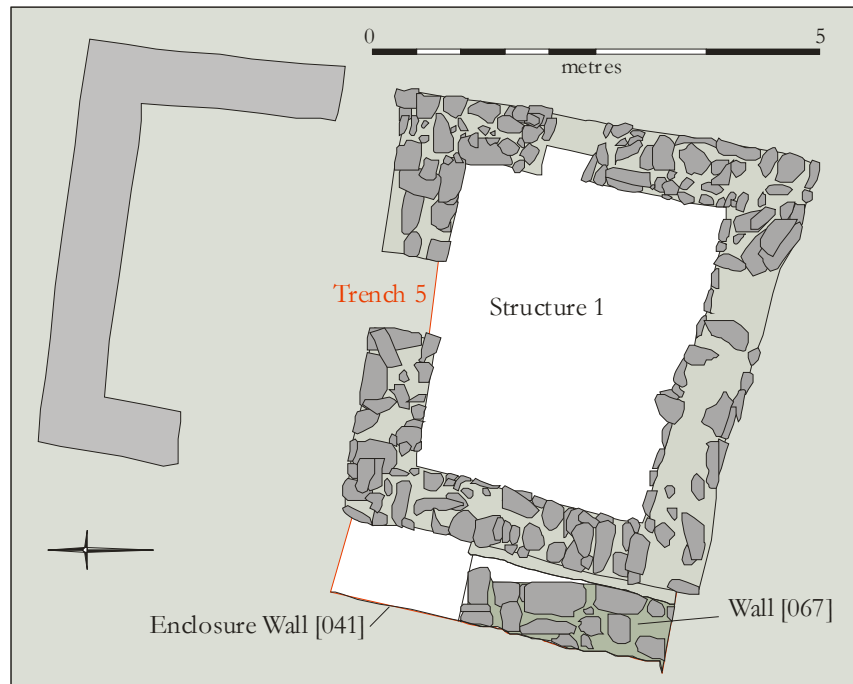 0 5
metres
Trench 5
Structure 1
Wall [067]
Enclosure Wall [041]